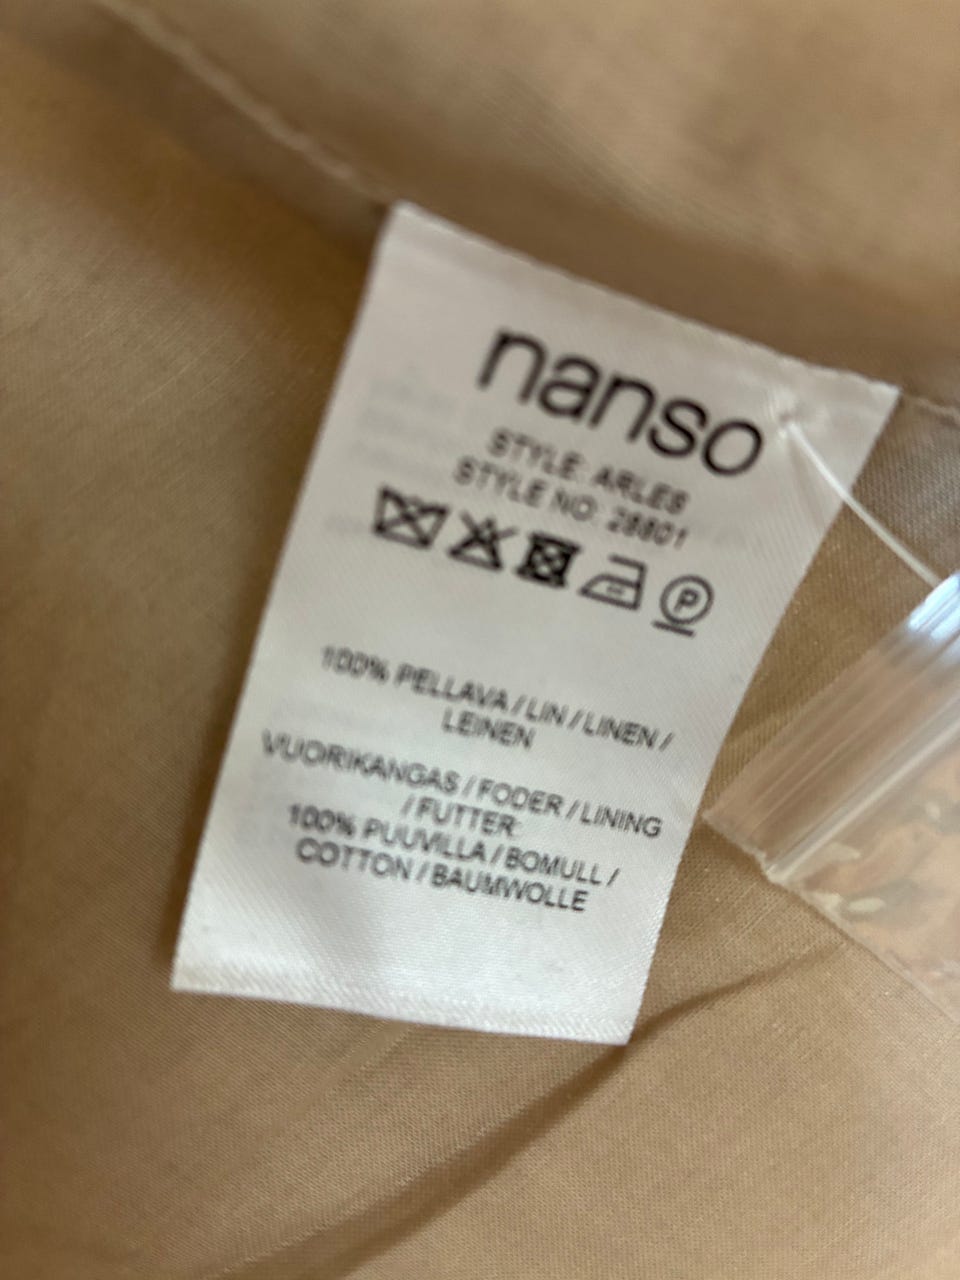 nanso
STYLE: ARLES
STYLE NO: 28801
P
100% PELLAVA / LIN / LINEN /
LEINEN
VUORIKANGAS / FODER / LINING
/ FUTTER:
100% PUUVILLA / BOMULL /
COTTON / BAUMWOLLE